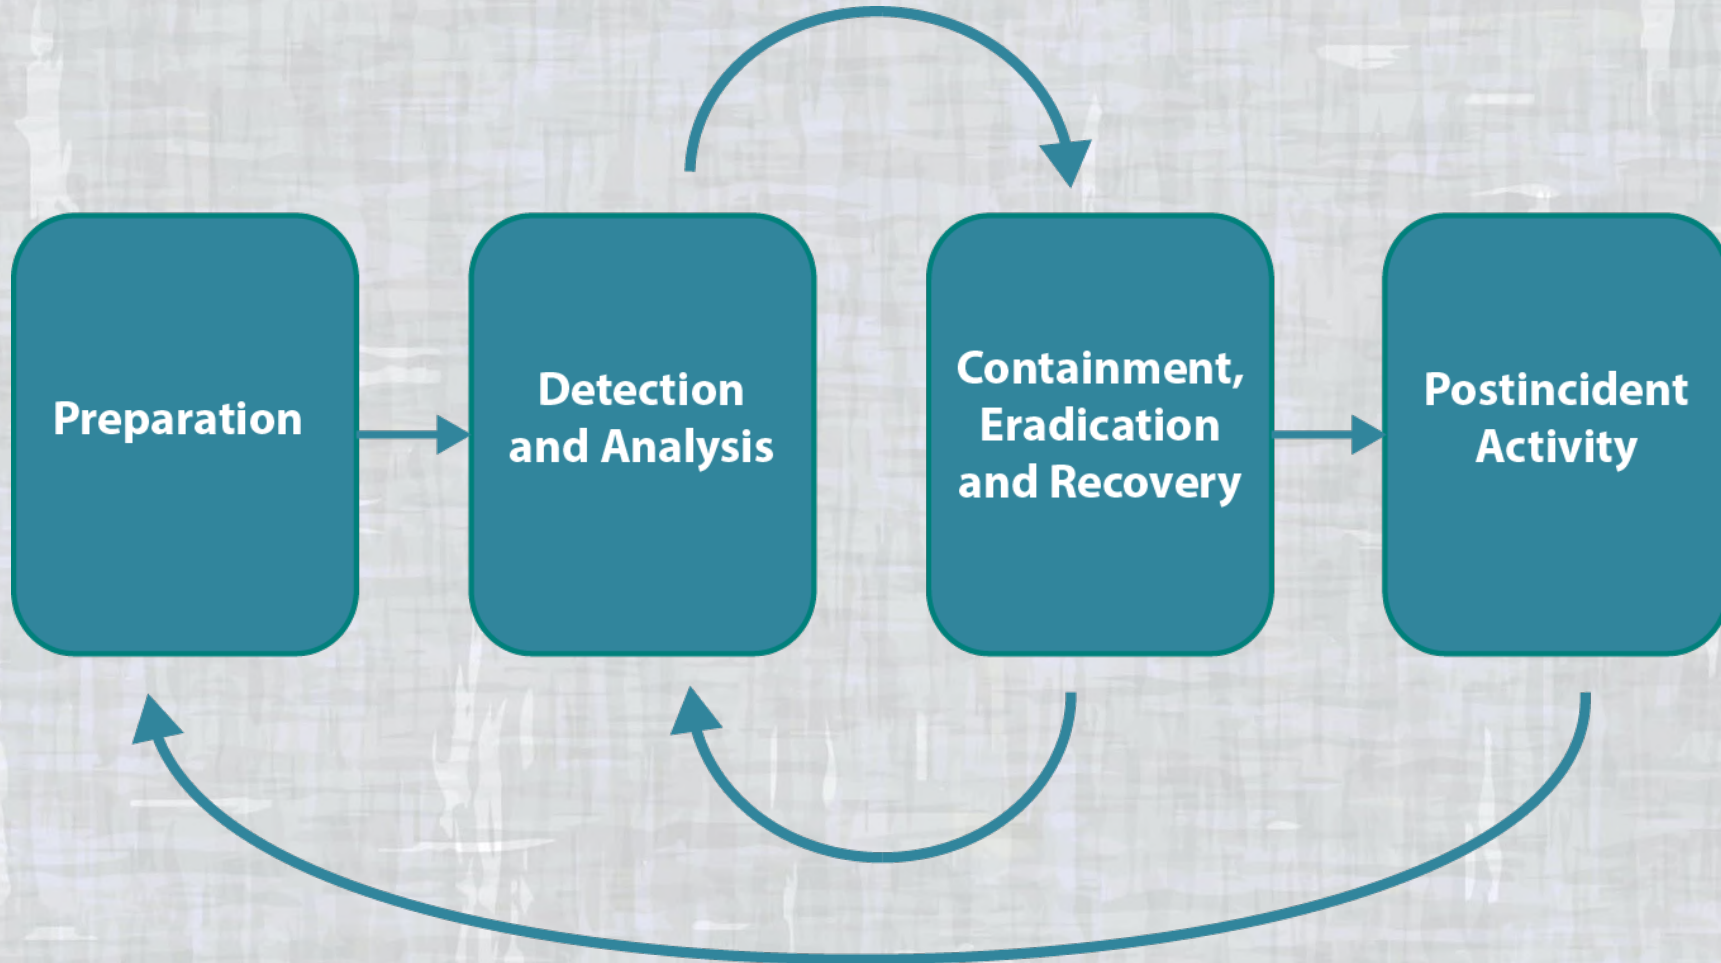 Preparation
Detection
and Analysis
Containment,
Eradication
and Recovery
Postincident
Activity